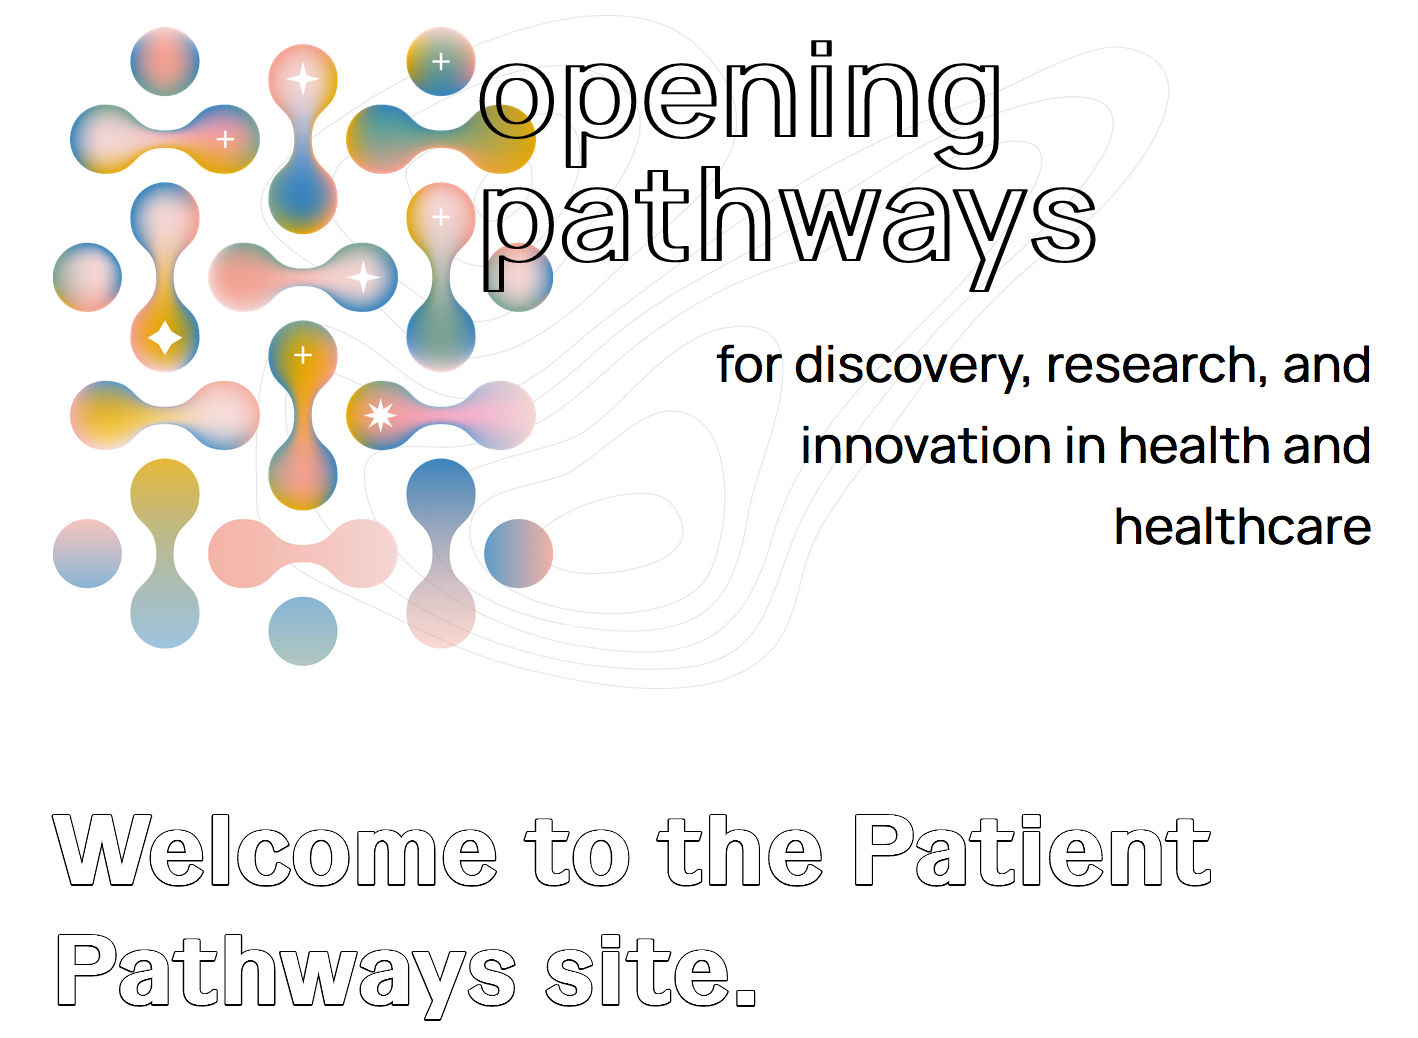 opening
pathways
for discovery, research, and
innovation in health and
healthcare
Welcome to the Patient
Pathways site.